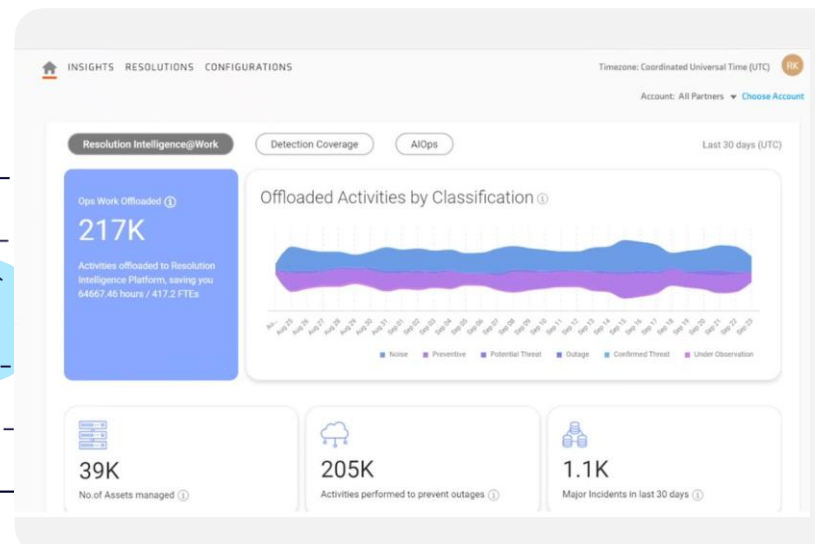 INSIGHTS RESOLUTIONS CONFIGURATIONS
Timezone: Coordinated Universal Time (UTC) RK
Account: All Partners Choose Account
Resolution Intelligence@Work Detection Coverage AIOps Last 30 days (UTC)
Ops Work Offloaded
217K
Activities offloaded to Resolution
Intelligence Platform, saving you
64667.46 hours / 417.2 FTEs
Offloaded Activities by Classification
Au... Aug 25 Aug 26 Aug 27 Aug 28 Aug 29 Aug 30 Aug 31 Sep 01 Sep 02 Sep 03 Sep 04 Sep 05 Sep 06 Sep 07 Sep 08 Sep 09 Sep 10 Sep 11 Sep 12 Sep 13 Sep 14 Sep 15 Sep 16 Sep 17 Sep 18 Sep 19 Sep 20 Sep 21 Sep 22 Sep 23
Noise Preventive Potential Threat Outage Confirmed Threat Under Observation
39K
No.of Assets managed
205K
Activities performed to prevent outages
1.1K
Major Incidents in last 30 days